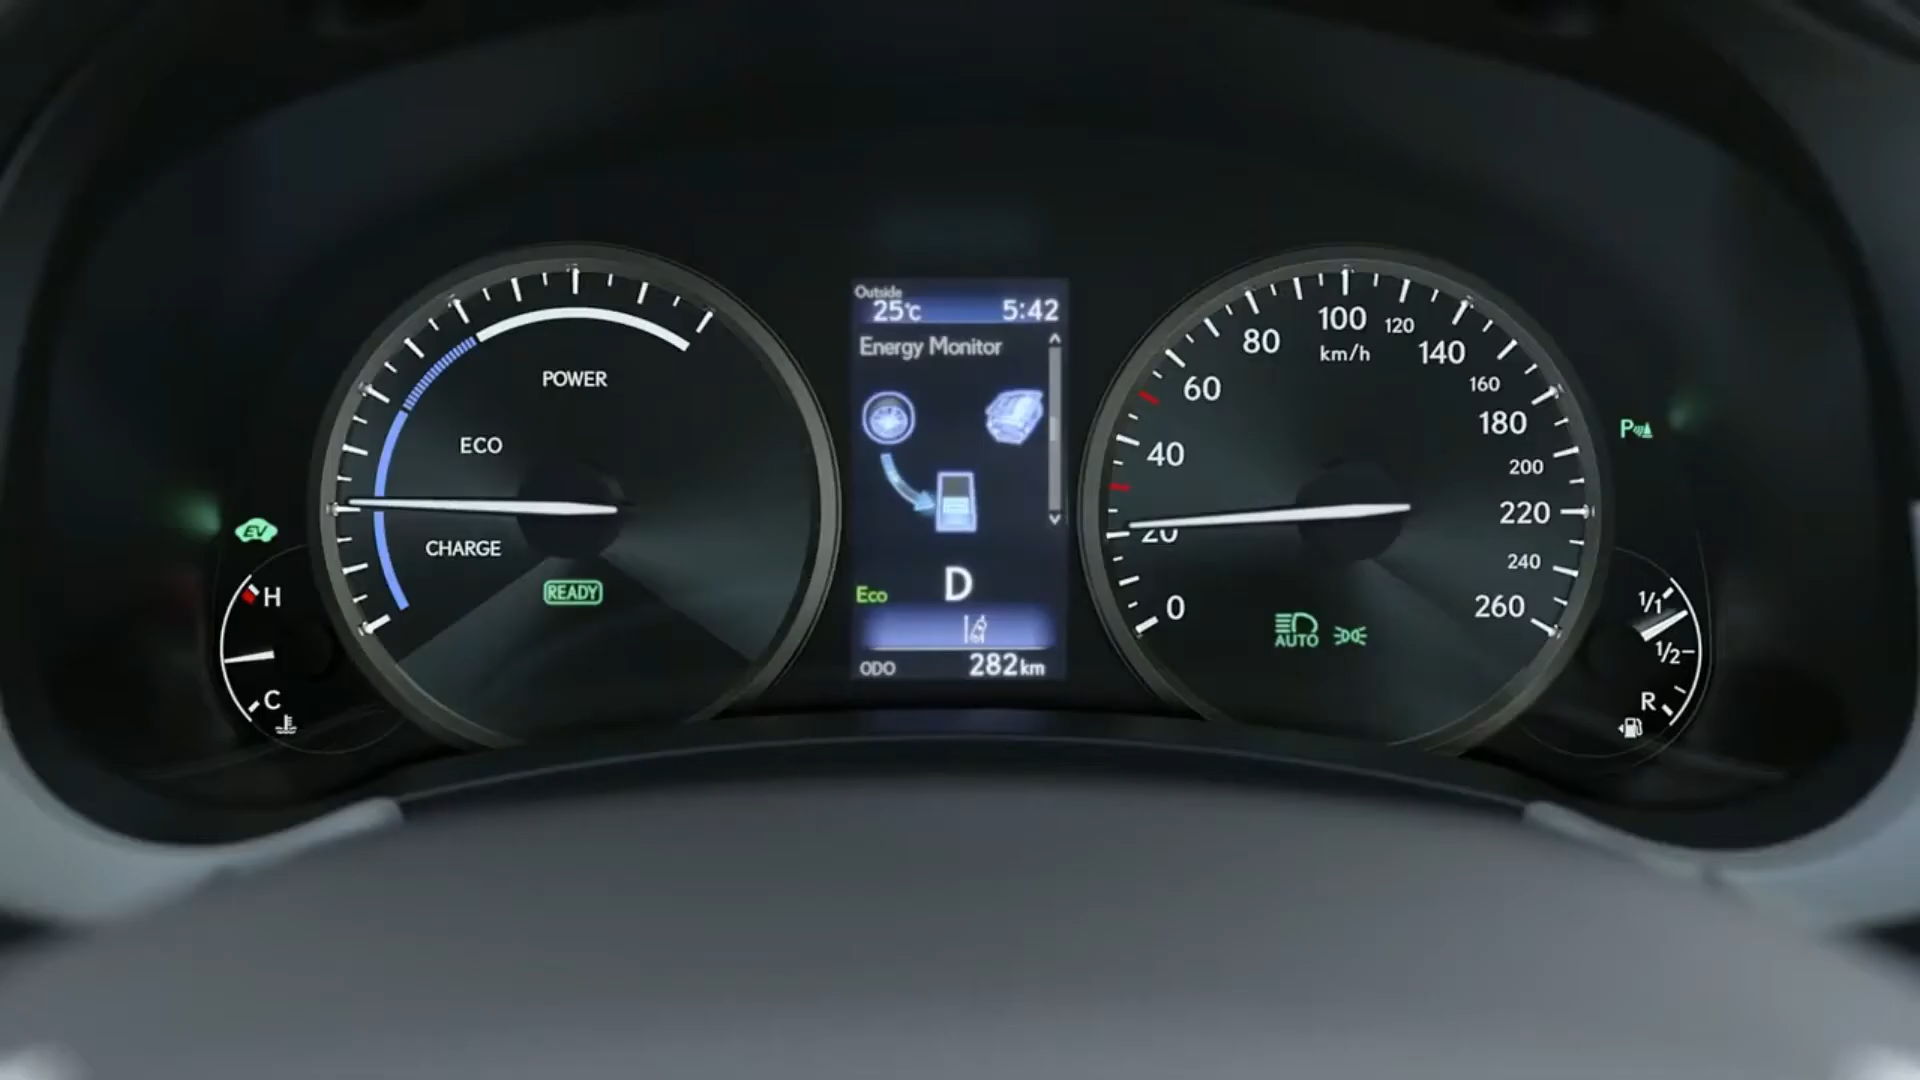 POWER
ECO
CHARGE
READY
EV
H
C
Outside
25°C 5:42
Energy Monitor
D
Eco
ODO 282km
0
20
40
60
80
100
120
140
160
180
200
220
240
260
km/h
AUTO
P
1/1
1/2
R